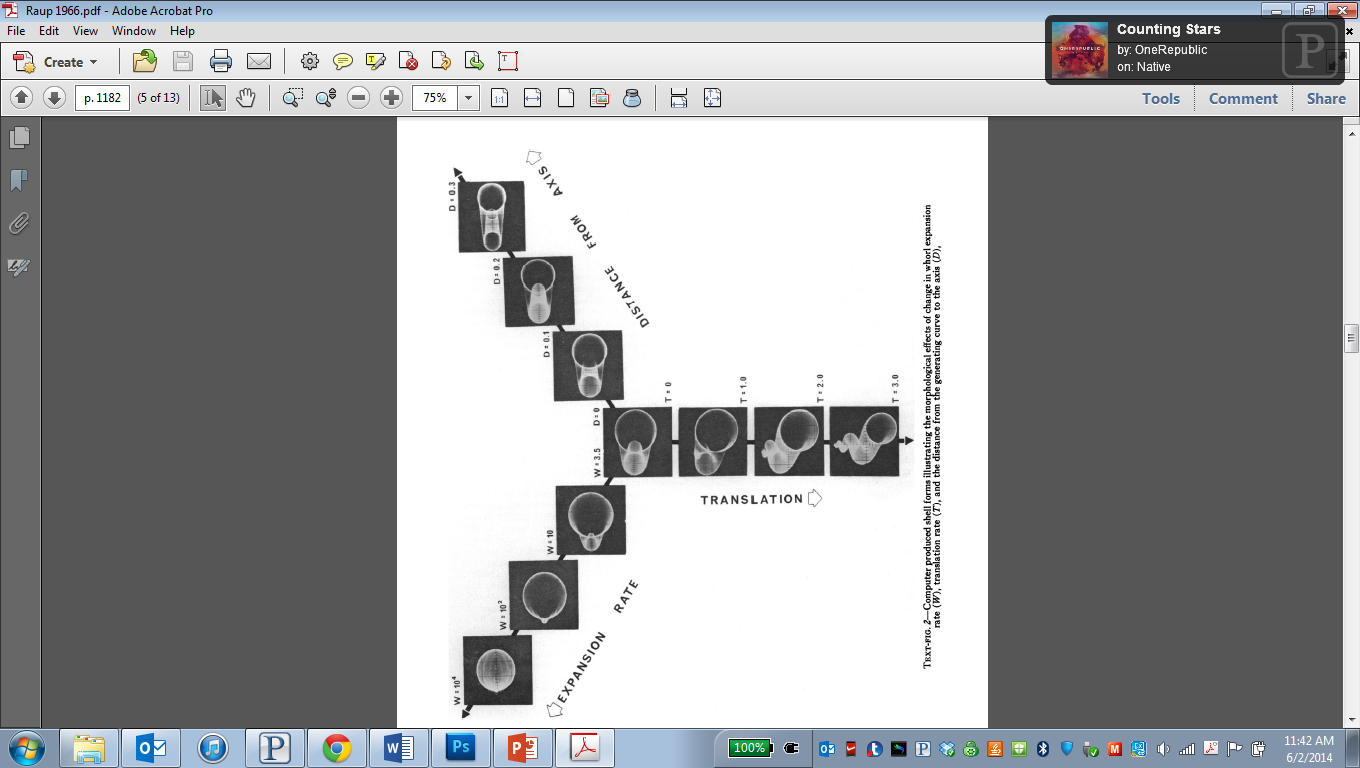 Raup 1966.pdf - Adobe Acrobat Pro
File Edit View Window Help
Counting Stars
by: OneRepublic
on: Native
ONEREPUBLIC
P
Create
p. 1182 (5 of 13)
75%
Tools Comment Share
AXIS
FROM
DISTANCE
D = 0.3
D = 0.2
D = 0.1
D = 0
W = 3.5
W = 10
W = 10²
W = 10⁴
T = 0
T = 1.0
T = 2.0
T = 3.0
TRANSLATION
EXPANSION RATE
TEXT-FIG. 2—Computer produced shell forms illustrating the morphological effects of change in whorl expansion
rate (W), translation rate (T), and the distance from the generating curve to the axis (D),
100%
11:42 AM
6/2/2014